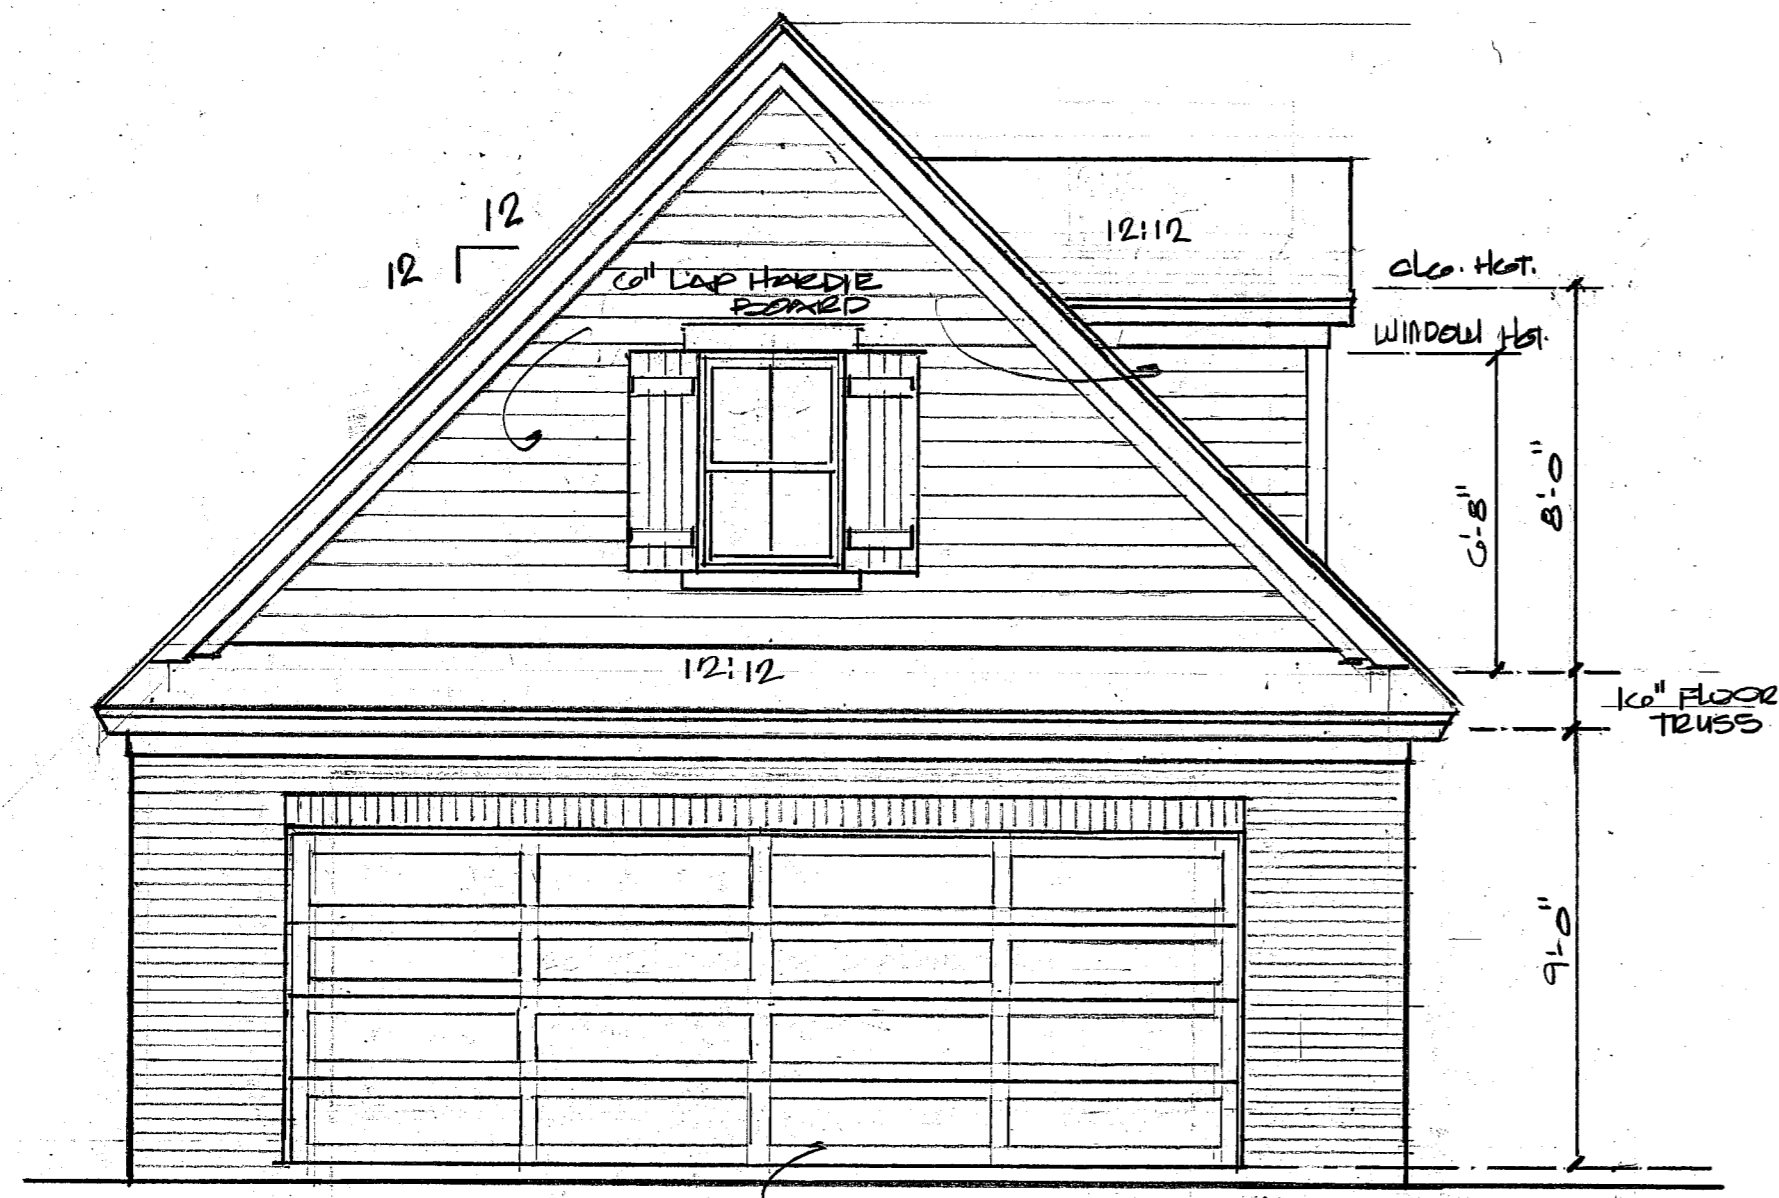 12
12
12:12
CLG. HGT.
6" LAP HARDIE
BOARD
WINDOW HGT.
8'-0"
6'-8"
12:12
16" FLOOR
TRUSS
9'-0"